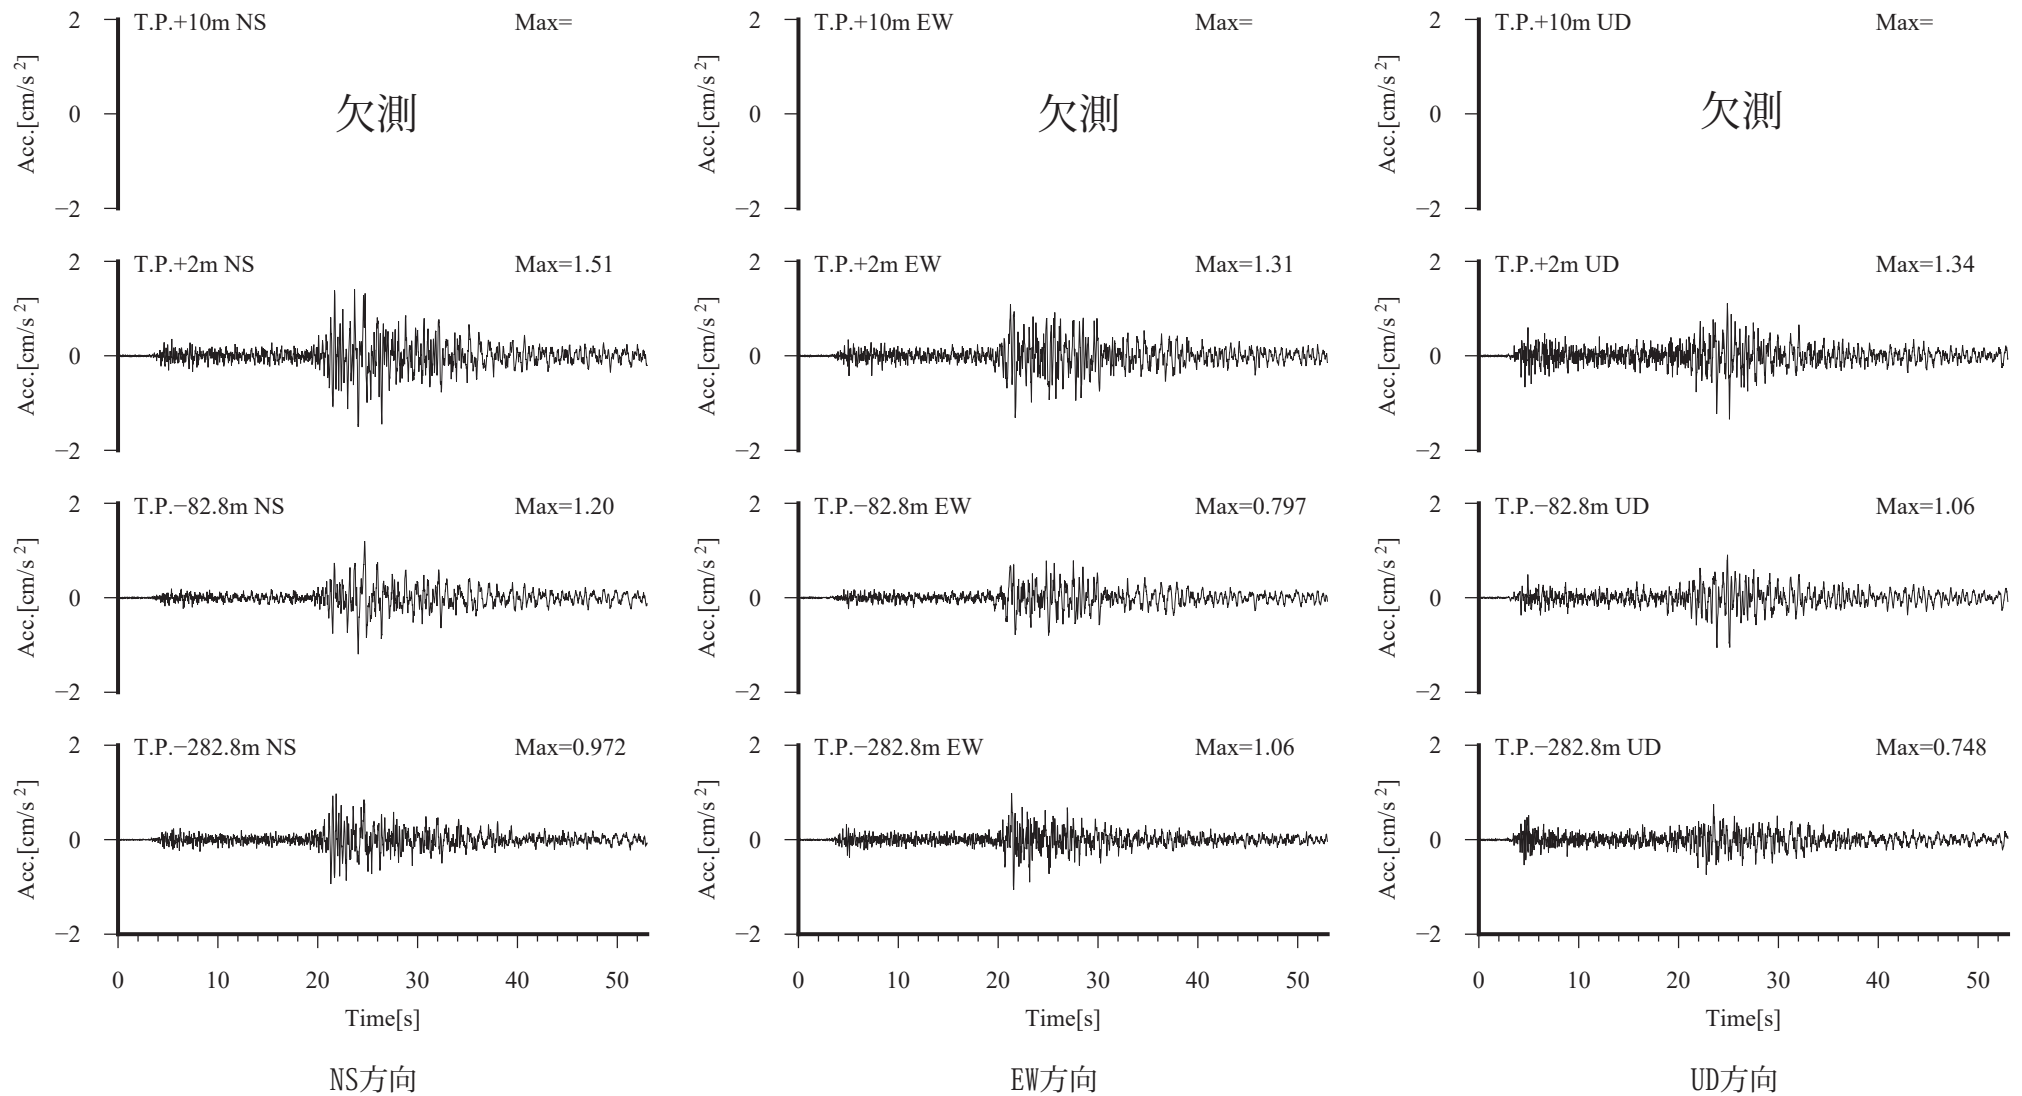 T.P.+10m NS Max=
2
0
−2
Acc.[cm/s 2]
欠測
T.P.+2m NS Max=1.51
2
0
−2
Acc.[cm/s 2]
T.P.−82.8m NS Max=1.20
2
0
−2
Acc.[cm/s 2]
T.P.−282.8m NS Max=0.972
2
0
−2
Acc.[cm/s 2]
0 10 20 30 40 50
Time[s]
NS方向
T.P.+10m EW Max=
2
0
−2
Acc.[cm/s 2]
欠測
T.P.+2m EW Max=1.31
2
0
−2
Acc.[cm/s 2]
T.P.−82.8m EW Max=0.797
2
0
−2
Acc.[cm/s 2]
T.P.−282.8m EW Max=1.06
2
0
−2
Acc.[cm/s 2]
0 10 20 30 40 50
Time[s]
EW方向
T.P.+10m UD Max=
2
0
−2
Acc.[cm/s 2]
欠測
T.P.+2m UD Max=1.34
2
0
−2
Acc.[cm/s 2]
T.P.−82.8m UD Max=1.06
2
0
−2
Acc.[cm/s 2]
T.P.−282.8m UD Max=0.748
2
0
−2
Acc.[cm/s 2]
0 10 20 30 40 50
Time[s]
UD方向